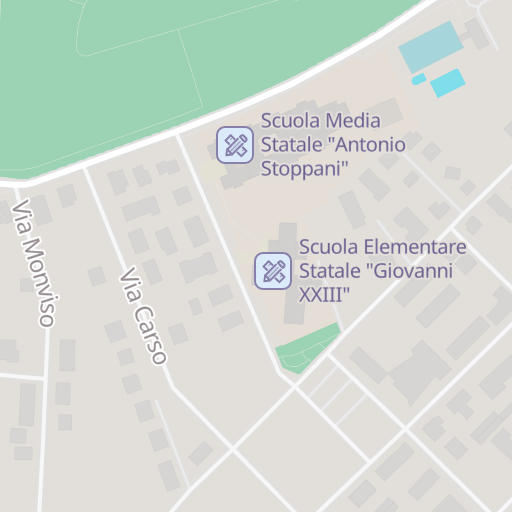 Scuola Media
Statale "Antonio
Stoppani"
Via Monviso
Scuola Elementare
Statale "Giovanni
XXIII"
Via Carso